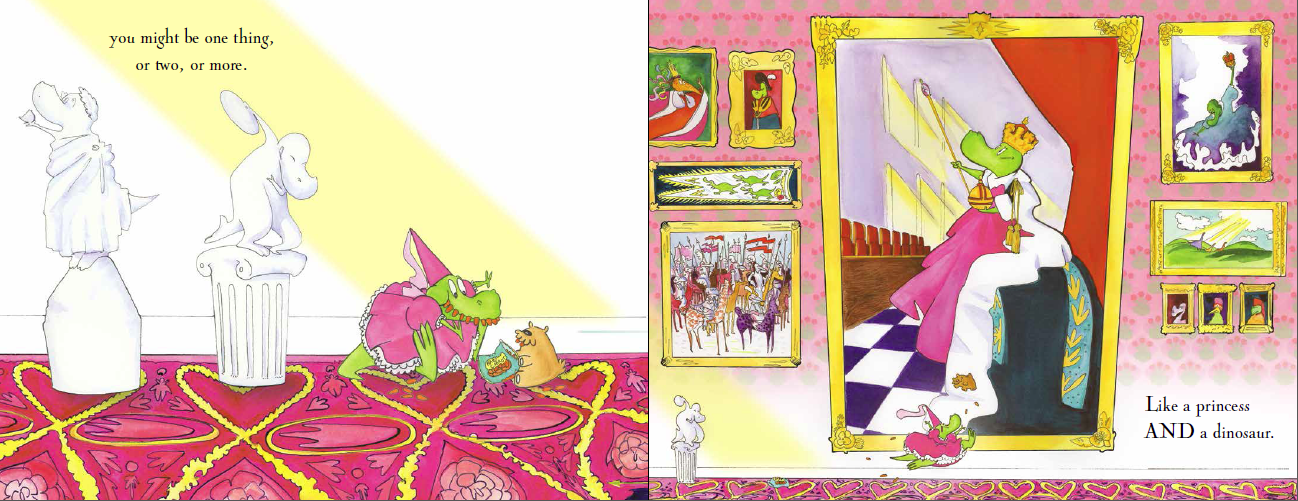 you might be one thing,
or two, or more.
Like a princess
AND a dinosaur.